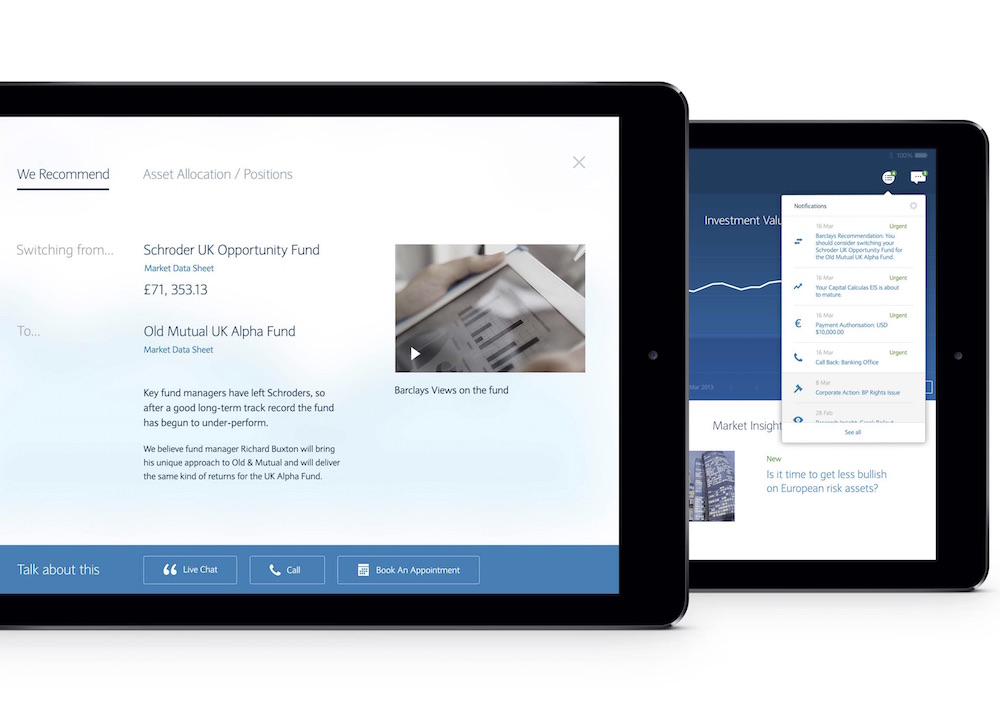 We Recommend
Asset Allocation / Positions
Switching from...
Schroder UK Opportunity Fund
Market Data Sheet
£71, 353.13
To...
Old Mutual UK Alpha Fund
Market Data Sheet
Key fund managers have left Schroders, so
after a good long-term track record the fund
has begun to under-perform.
We believe fund manager Richard Buxton will bring
his unique approach to Old & Mutual and will deliver
the same kind of returns for the UK Alpha Fund.
Barclays Views on the fund
Talk about this
Live Chat
Call
Book An Appointment
100%
Investment Valu
Notifications
16 Mar
Urgent
Barclays Recommendation: You
should consider switching your
Schroder UK Opportunity Fund for
the Old Mutual UK Alpha Fund.
16 Mar
Urgent
Your Capital Calculas EIS is about
to mature.
16 Mar
Urgent
Payment Authorisation: USD
$10,000.00
16 Mar
Urgent
Call Back: Banking Office
8 Mar
Corporate Action: BP Rights Issue
28 Feb
See all
Mar 2013
Market Insight
New
Is it time to get less bullish
on European risk assets?